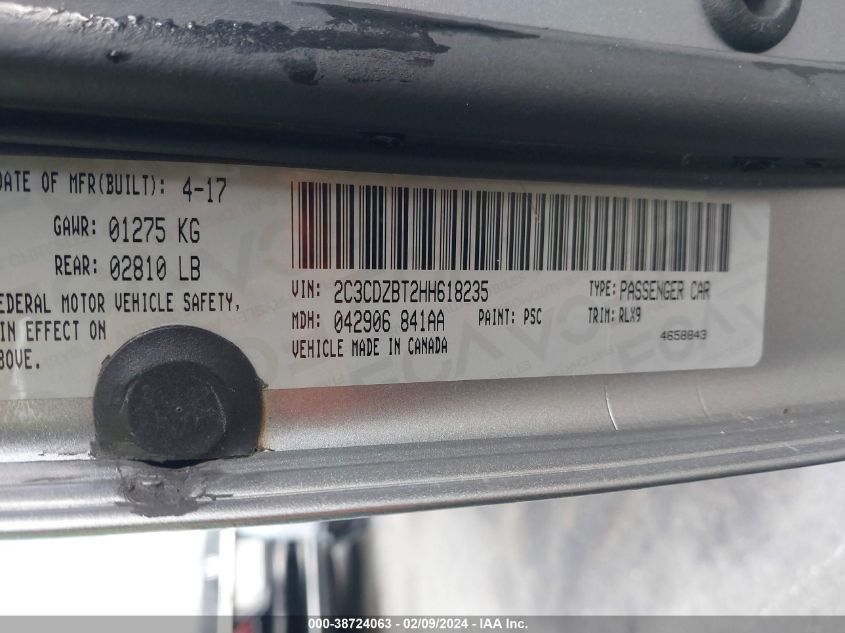 DATE OF MFR(BUILT): 4-17
GAWR: 01275 KG
REAR: 02810 LB
FEDERAL MOTOR VEHICLE SAFETY,
IN EFFECT ON
ABOVE.
VIN: 2C3CDZBT2HH618235 TYPE: PASSENGER CAR
MDH: 042906 841AA PAINT: PSC TRIM: RLX9
VEHICLE MADE IN CANADA 4658843
000-38724063 - 02/09/2024 - IAA Inc.